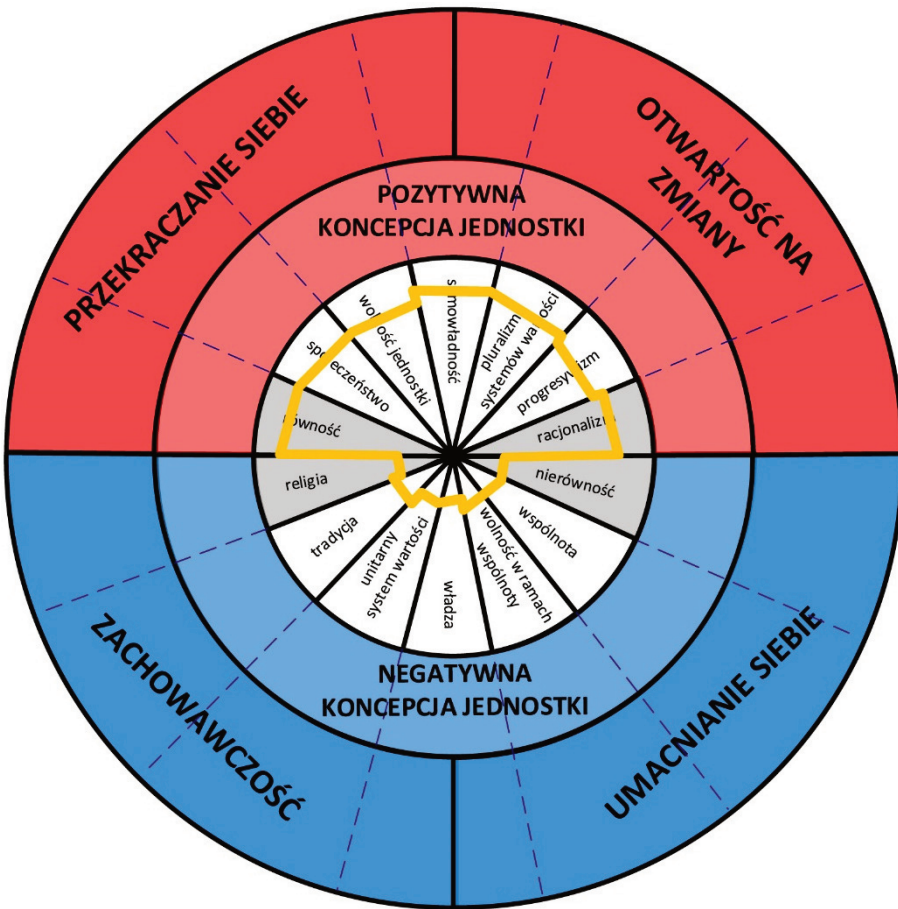 PRZEKRACZANIE SIEBIE
OTWARTOŚĆ NA
ZMIANY
POZYTYWNA
KONCEPCJA JEDNOSTKI
równość
społeczeństwo
wolność jednostki
samowładność
pluralizm
systemów wartości
progresywizm
racjonalizm
nierówność
wspólnota
wolność w ramach
wspólnoty
władza
unitarny
system wartości
tradycja
religia
NEGATYWNA
KONCEPCJA JEDNOSTKI
ZACHOWAWCZOŚĆ
UMACNIANIE SIEBIE